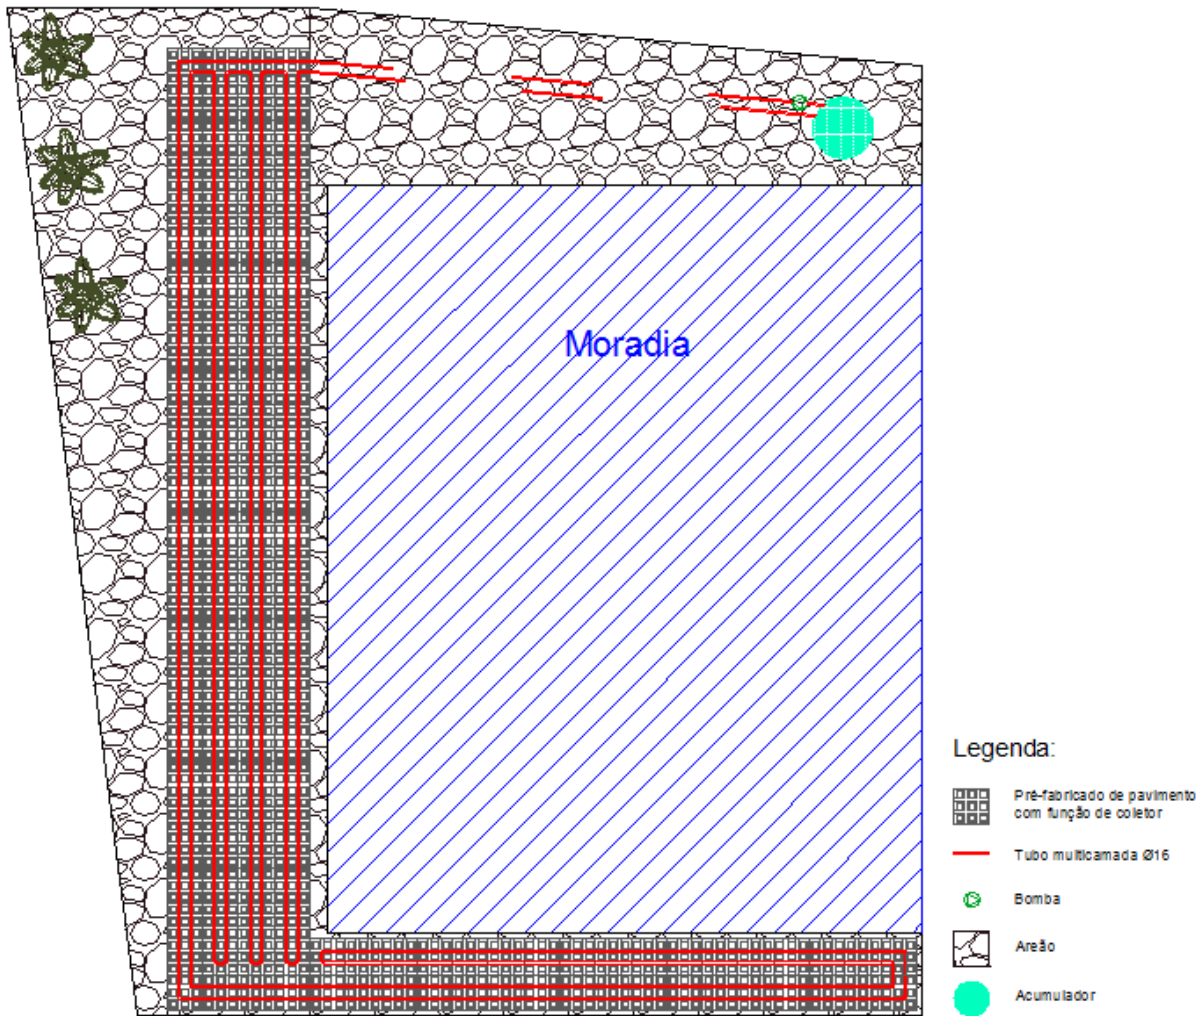 Moradia
Legenda:
Pré-fabricado de pavimento
com função de coletor
Tubo multicamada Ø16
Bomba
Areão
Acumulador